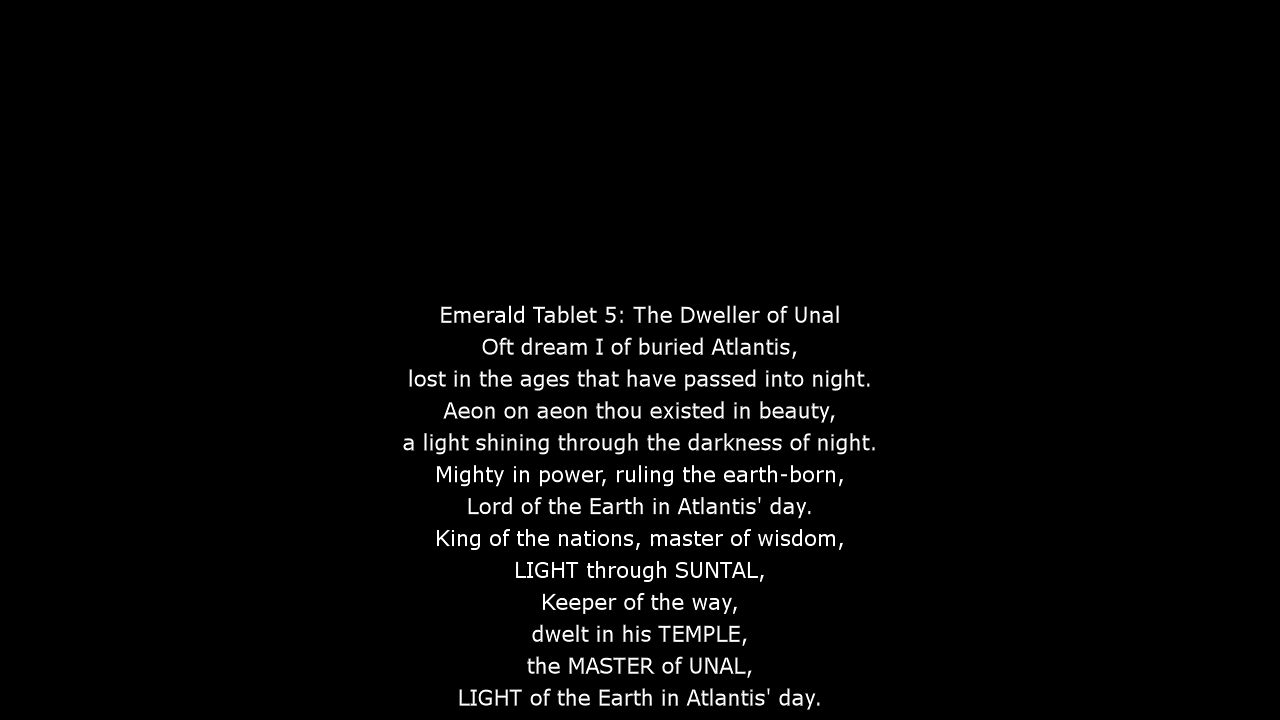 Emerald Tablet 5: The Dweller of Unal
Oft dream I of buried Atlantis,
lost in the ages that have passed into night.
Aeon on aeon thou existed in beauty,
a light shining through the darkness of night.
Mighty in power, ruling the earth-born,
Lord of the Earth in Atlantis' day.
King of the nations, master of wisdom,
LIGHT through SUNTAL,
Keeper of the way,
dwelt in his TEMPLE,
the MASTER of UNAL,
LIGHT of the Earth in Atlantis' day.